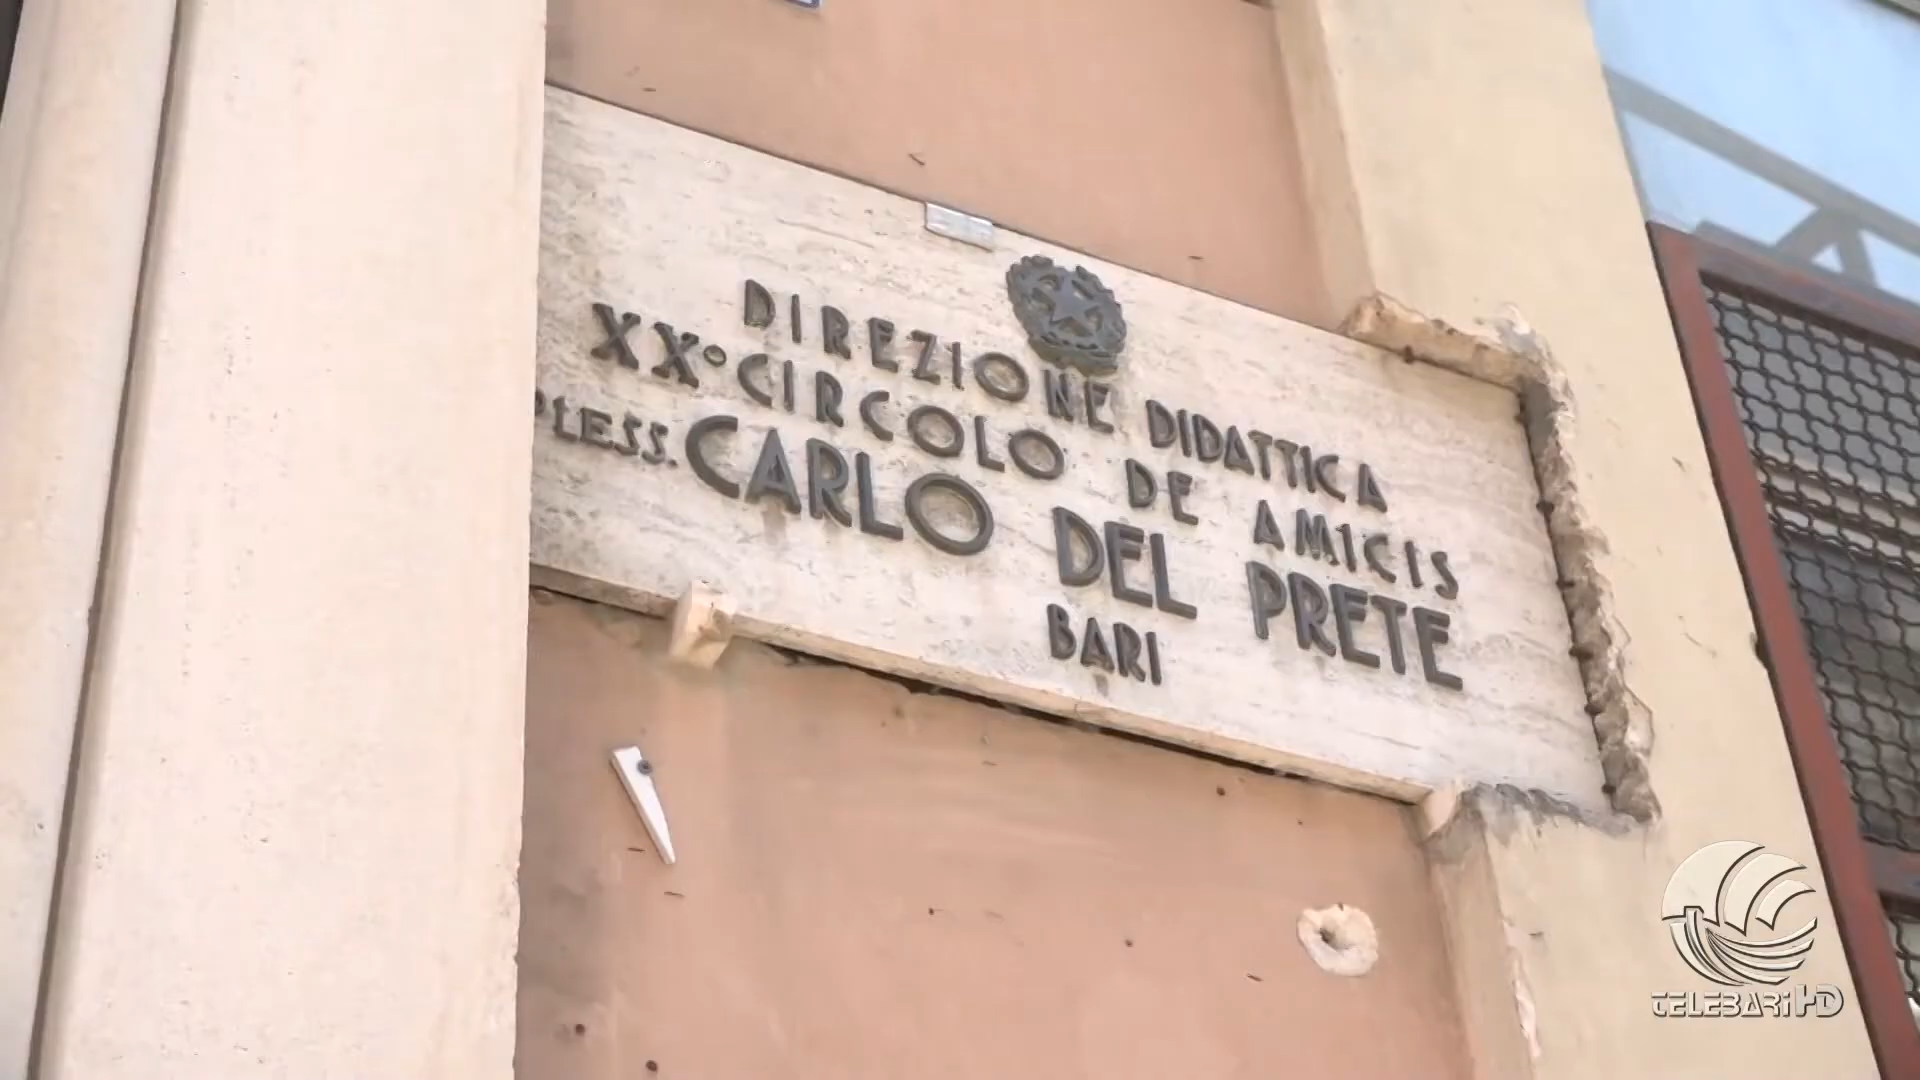 DIREZIONE DIDATTICA
XX° CIRCOLO DE AMICIS
PLESS. CARLO DEL PRETE
BARI
TELEBARI HD